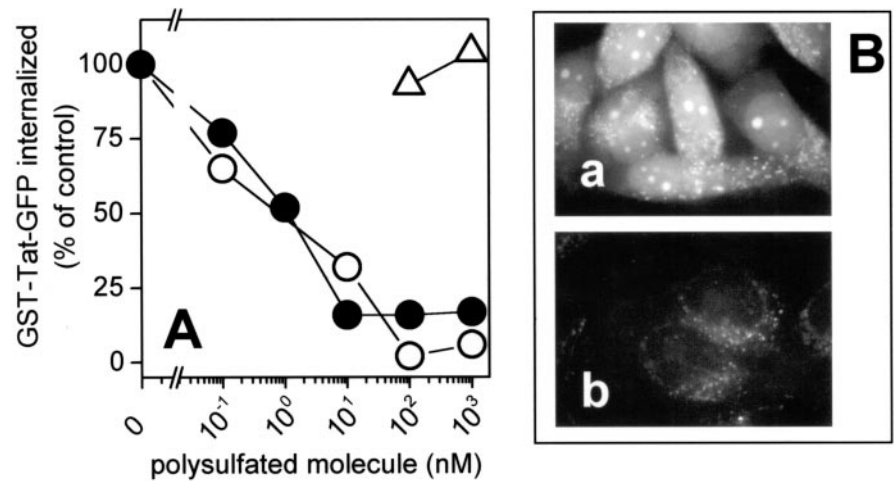 GST-Tat-GFP internalized
(% of control)
100
75
50
25
0
A
0
10⁻¹
10⁰
10¹
10²
10³
polysulfated molecule (nM)
B
a
b